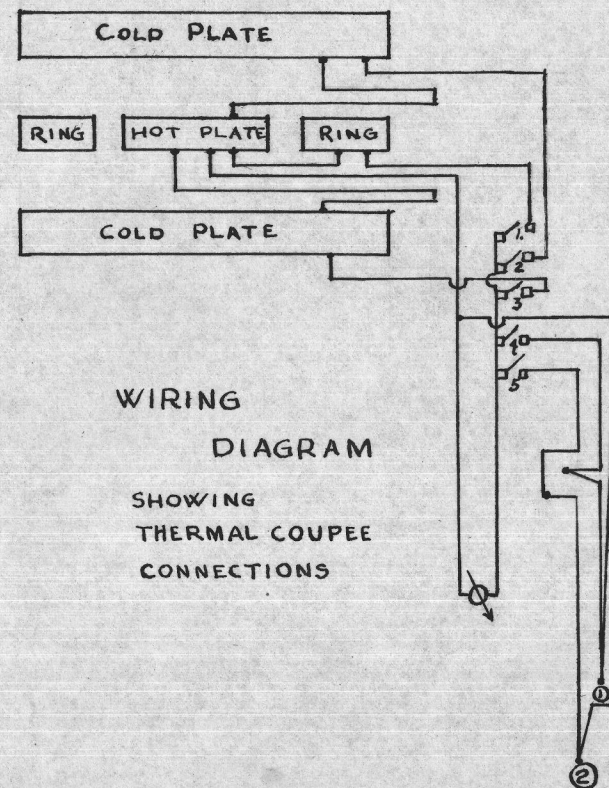 COLD PLATE
RING
HOT PLATE
RING
COLD PLATE
1.
2
3
4
5
WIRING
DIAGRAM
SHOWING
THERMAL COUPEE
CONNECTIONS
1
2